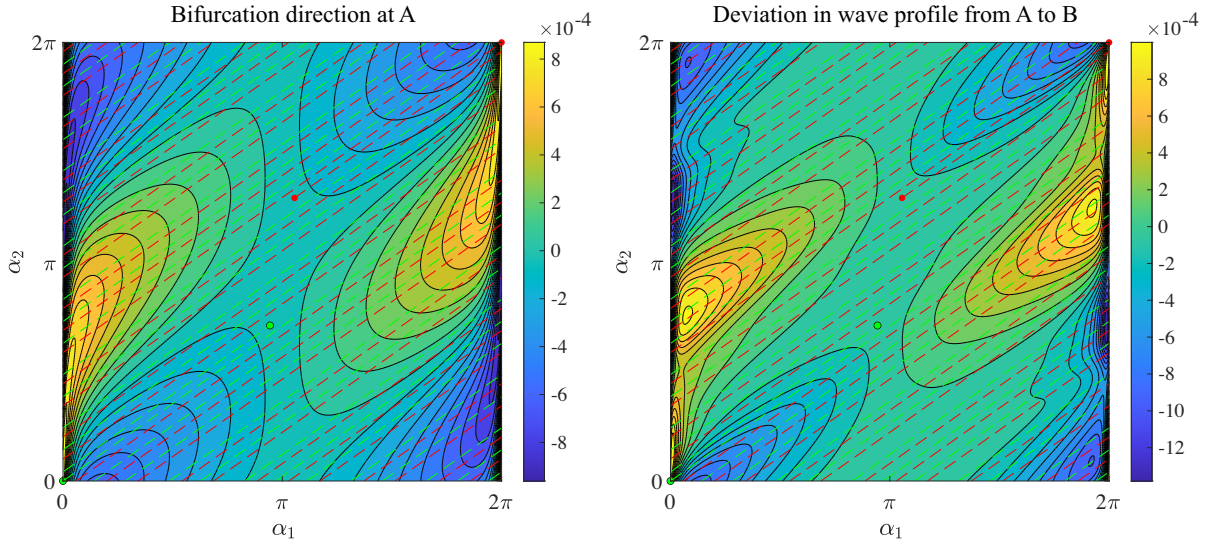 Bifurcation direction at A
×10⁻⁴
2π
π
0
α₂
0
π
2π
α₁
8
6
4
2
0
-2
-4
-6
-8
Deviation in wave profile from A to B
×10⁻⁴
2π
π
0
α₂
0
π
2π
α₁
8
6
4
2
0
-2
-4
-6
-8
-10
-12